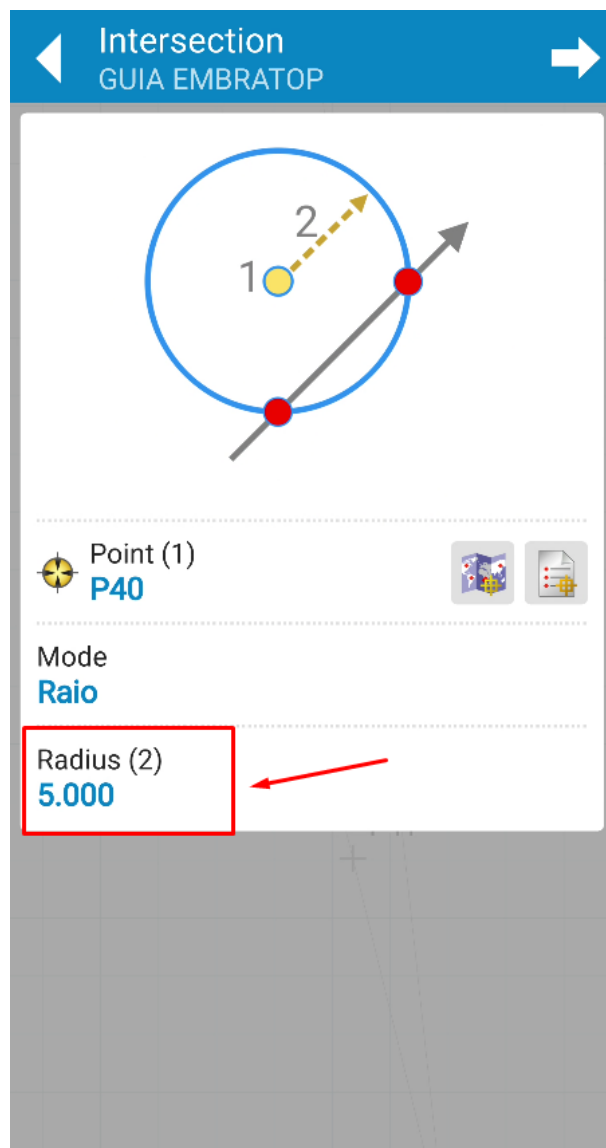 Intersection
GUIA EMBRATOP
2
1
Point (1)
P40
Mode
Raio
Radius (2)
5.000